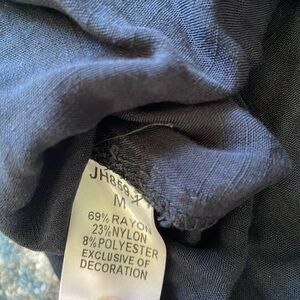 JH859-Y
M
69% RAYON
23%NYLON
8%POLYESTER
EXCLUSIVE OF
DECORATION